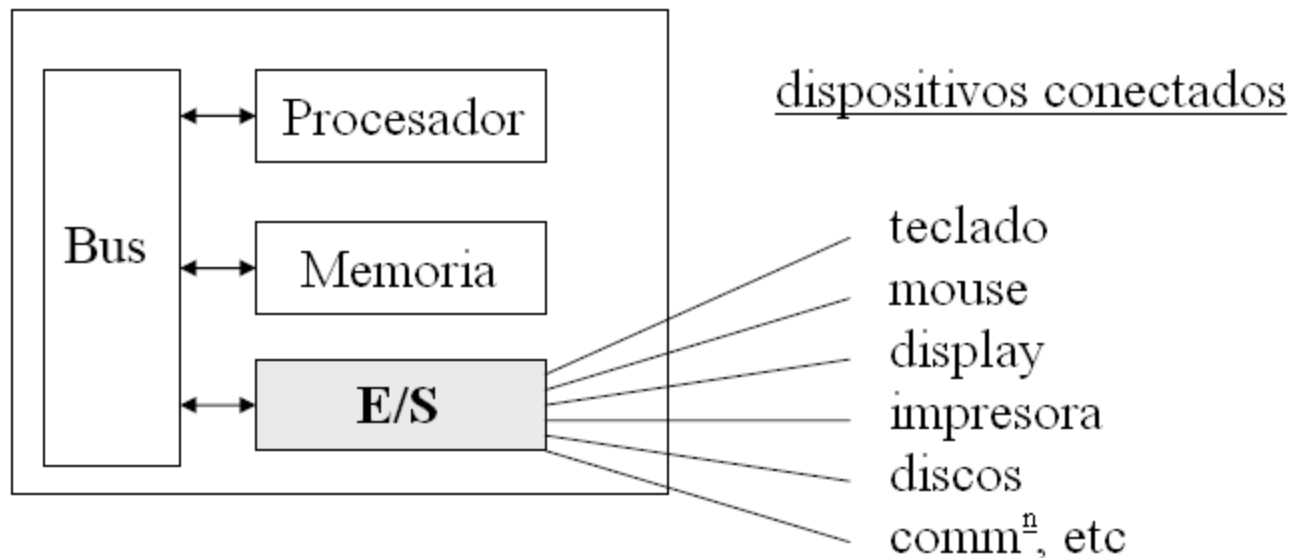 Procesador
dispositivos conectados
Bus
Memoria
E/S
teclado
mouse
display
impresora
discos
commⁿ, etc